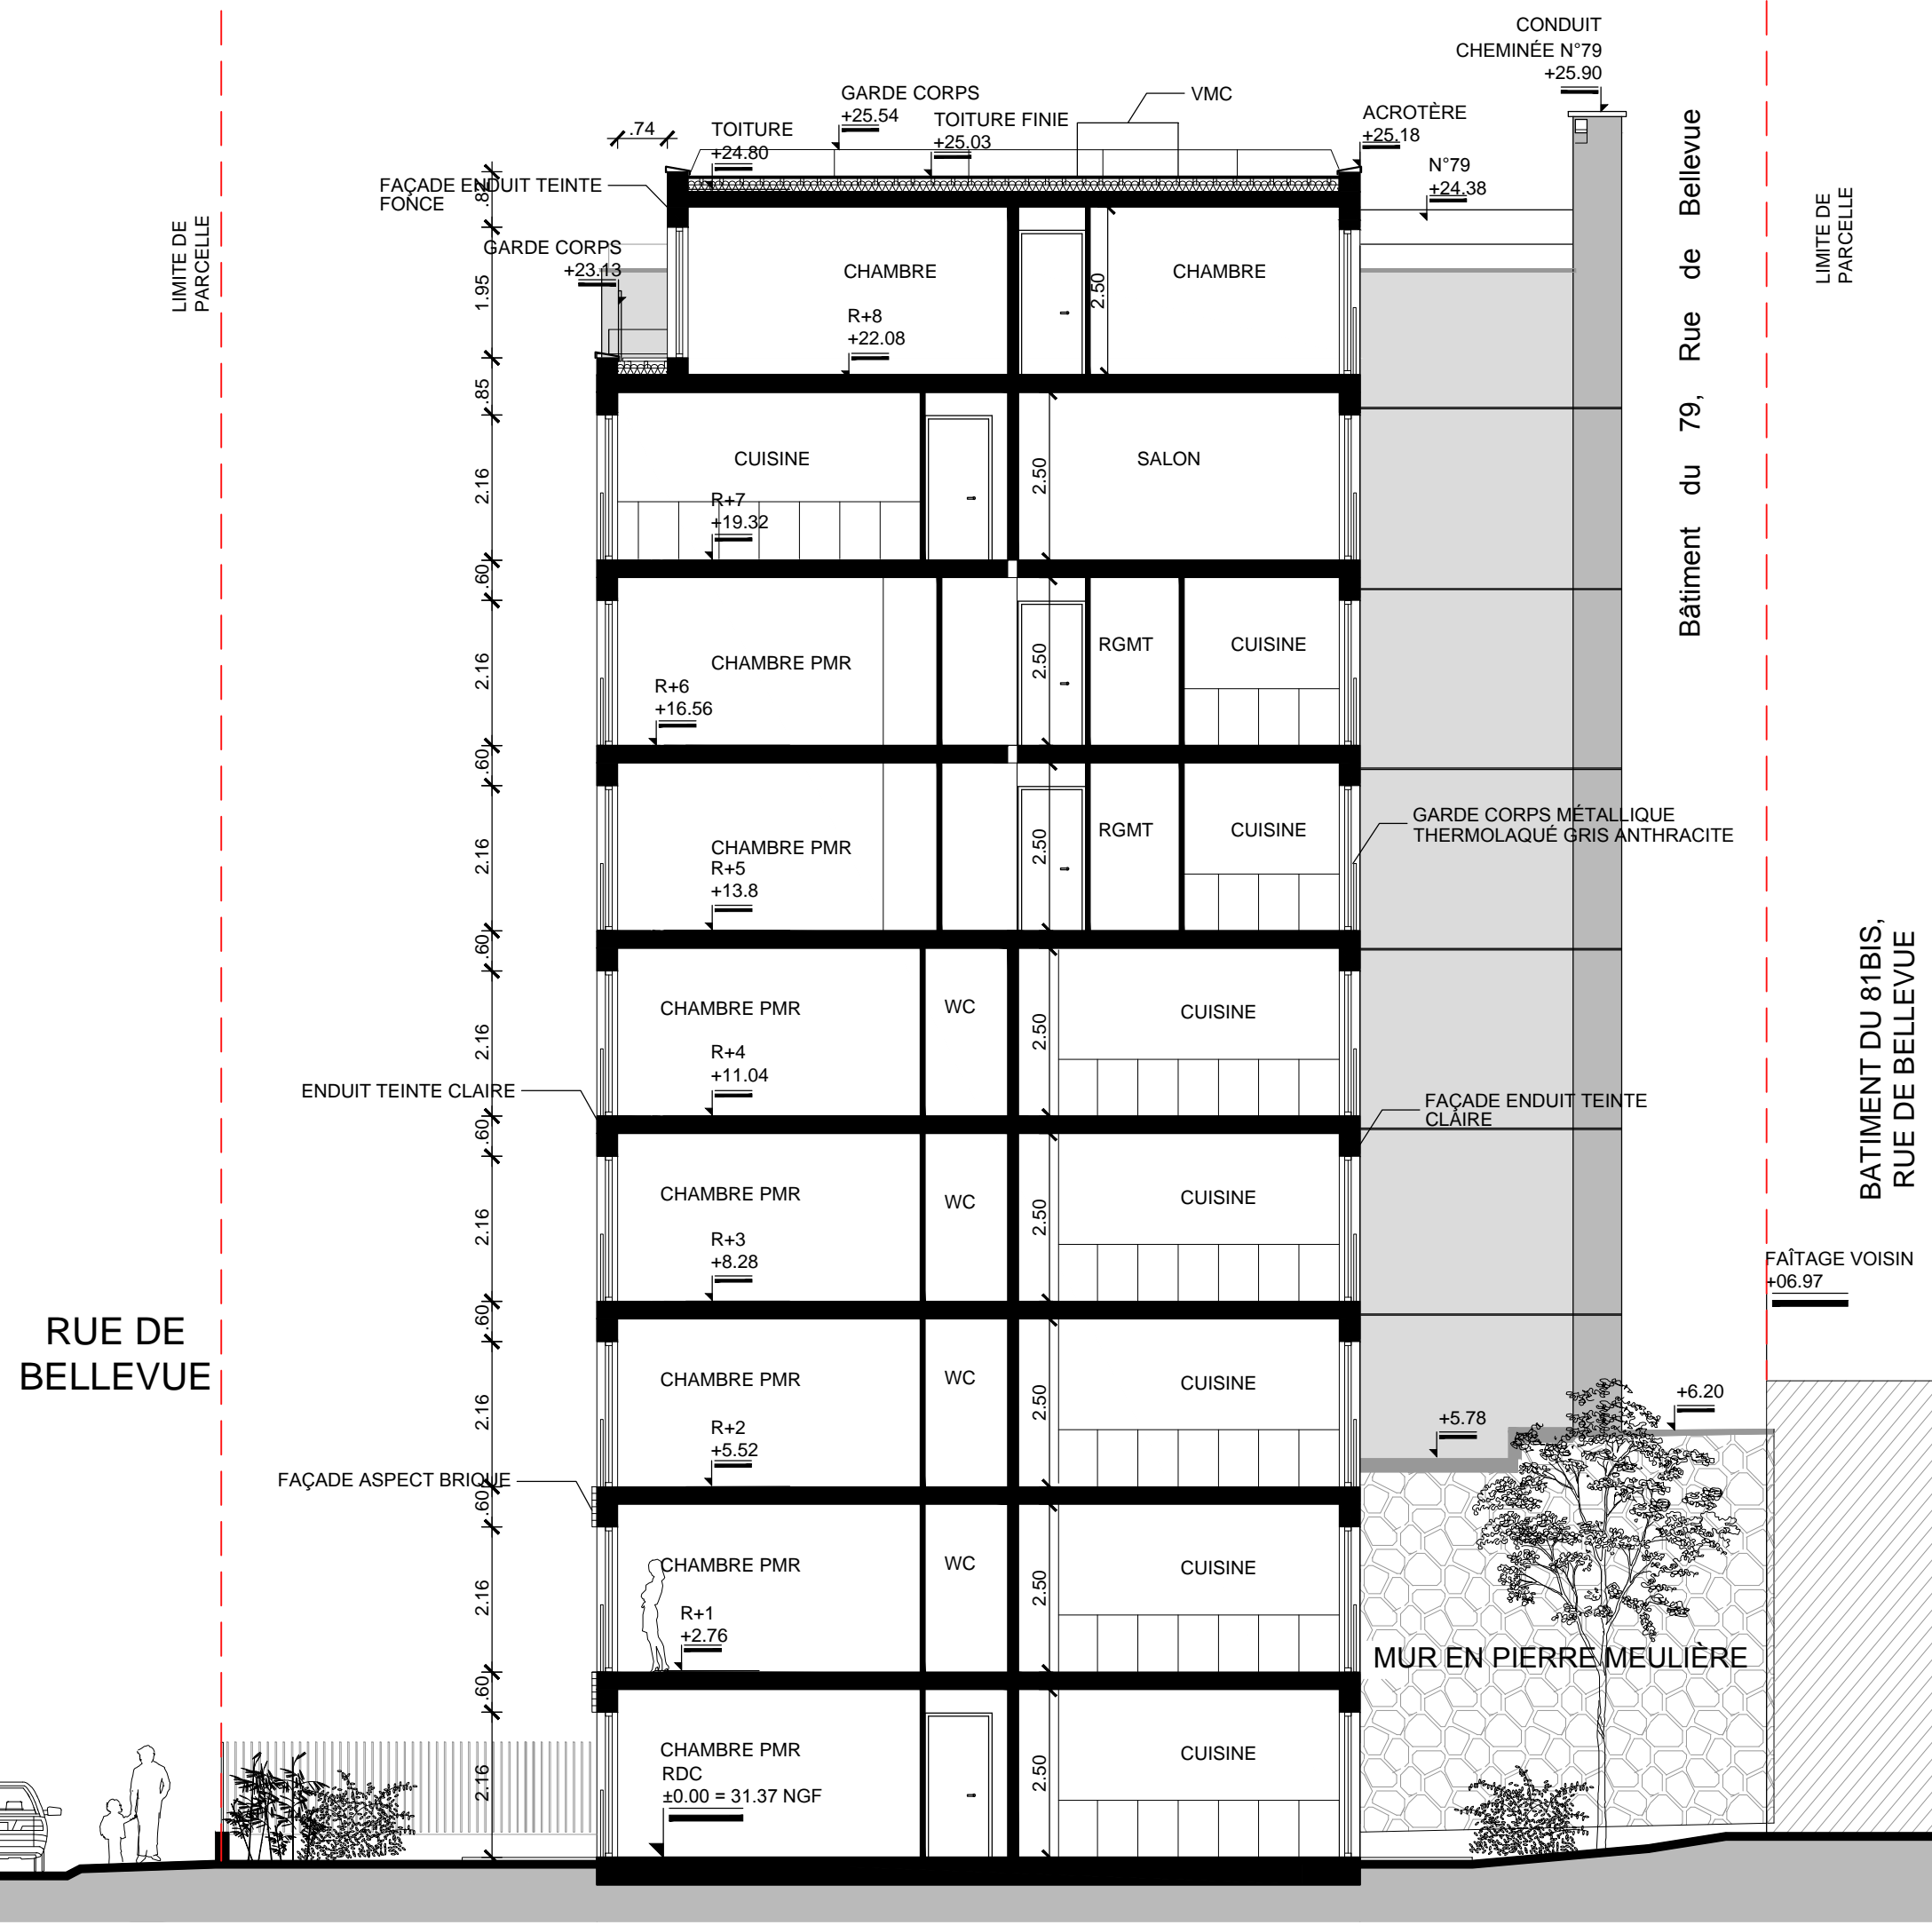 CONDUIT
CHEMINÉE N°79
+25.90
GARDE CORPS
+25.54
VMC
TOITURE FINIE
+25.03
ACROTÈRE
+25.18
.74
TOITURE
+24.80
N°79
+24.38
FAÇADE ENDUIT TEINTE
FONCE
.82
LIMITE DE
PARCELLE
GARDE CORPS
+23.13
1.95
CHAMBRE
2.50
CHAMBRE
R+8
+22.08
Bâtiment du 79, Rue de Bellevue
LIMITE DE
PARCELLE
.85
CUISINE
SALON
2.50
2.16
R+7
+19.32
.60
CHAMBRE PMR
2.50
RGMT
CUISINE
2.16
R+6
+16.56
.60
CHAMBRE PMR
2.50
RGMT
CUISINE
2.16
R+5
+13.8
GARDE CORPS MÉTALLIQUE
THERMOLAQUÉ GRIS ANTHRACITE
.60
CHAMBRE PMR
WC
2.50
CUISINE
2.16
R+4
+11.04
BATIMENT DU 81BIS,
RUE DE BELLEVUE
ENDUIT TEINTE CLAIRE
FAÇADE ENDUIT TEINTE
CLAIRE
.60
CHAMBRE PMR
WC
2.50
CUISINE
2.16
R+3
+8.28
FAÎTAGE VOISIN
+06.97
.60
RUE DE
BELLEVUE
CHAMBRE PMR
WC
2.50
CUISINE
2.16
R+2
+5.52
+5.78
+6.20
FAÇADE ASPECT BRIQUE
.60
CHAMBRE PMR
WC
2.50
CUISINE
2.16
R+1
+2.76
MUR EN PIERRE MEULIÈRE
.60
CHAMBRE PMR
RDC
±0.00 = 31.37 NGF
2.50
CUISINE
2.16